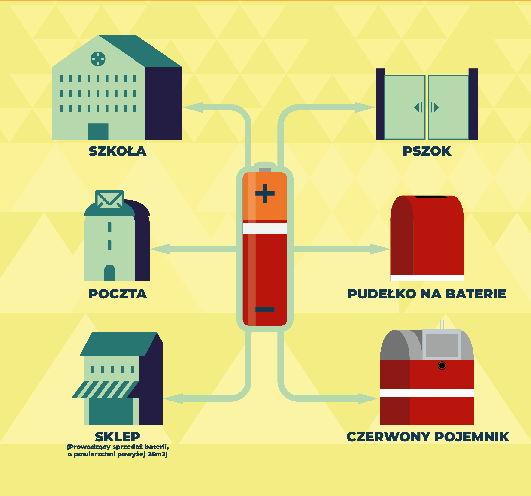 SZKOŁA
PSZOK
+
POCZTA
PUDEŁKO NA BATERIE
−
SKLEP
(Prowadzący sprzedaż baterii,
o powierzchni powyżej 25m2)
CZERWONY POJEMNIK